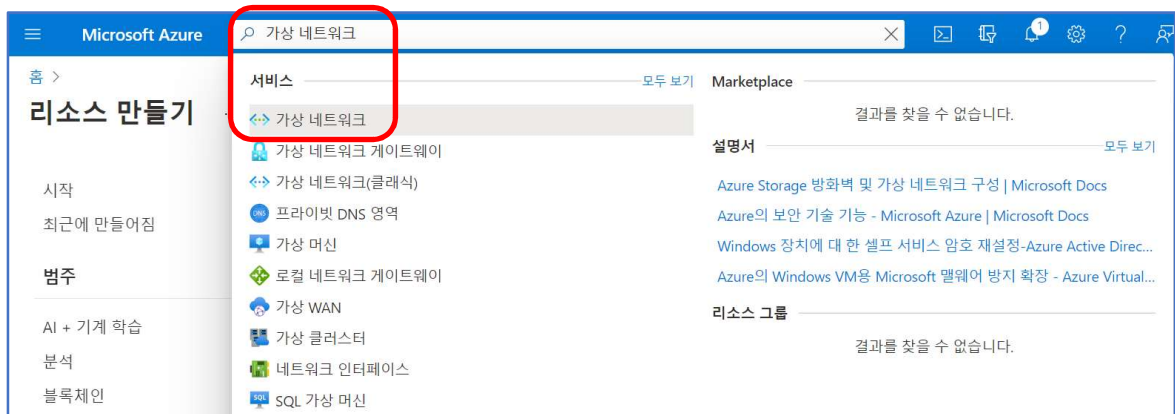 Microsoft Azure
가상 네트워크
1
홈 >
리소스 만들기
시작
최근에 만들어짐
범주
AI + 기계 학습
분석
블록체인
서비스
모두 보기
가상 네트워크
가상 네트워크 게이트웨이
가상 네트워크(클래식)
DNS 프라이빗 DNS 영역
가상 머신
로컬 네트워크 게이트웨이
가상 WAN
가상 클러스터
네트워크 인터페이스
SQL SQL 가상 머신
Marketplace
결과를 찾을 수 없습니다.
설명서
모두 보기
Azure Storage 방화벽 및 가상 네트워크 구성 | Microsoft Docs
Azure의 보안 기술 기능 - Microsoft Azure | Microsoft Docs
Windows 장치에 대 한 셀프 서비스 암호 재설정-Azure Active Direc...
Azure의 Windows VM용 Microsoft 맬웨어 방지 확장 - Azure Virtual...
리소스 그룹
결과를 찾을 수 없습니다.